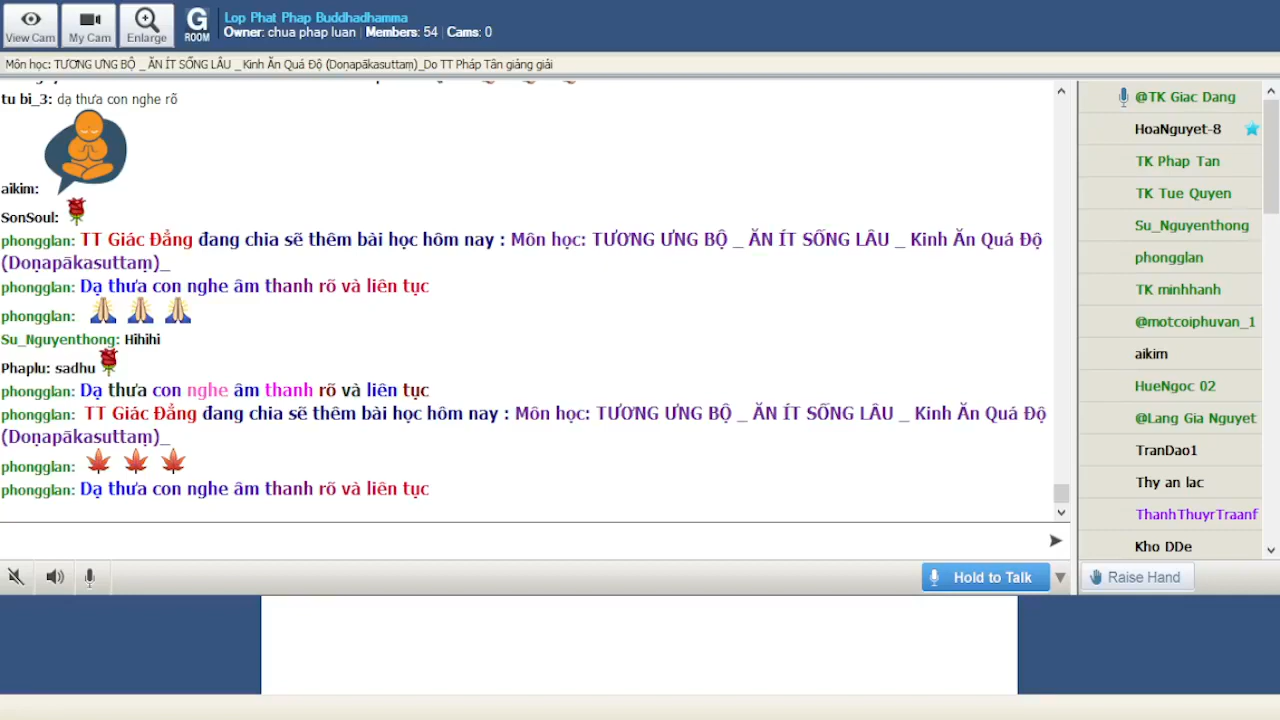 View Cam
My Cam
Enlarge
G
ROOM
Lop Phat Phap Buddhadhamma
Owner: chua phap luan | Members: 54 | Cams: 0
Môn học: TƯƠNG ƯNG BỘ _ ĂN ÍT SỐNG LÂU _ Kinh Ăn Quá Độ (Doṇapākasuttaṃ)_Do TT Pháp Tân giảng giải
tu bi_3: dạ thưa con nghe rõ
aikim:
SonSoul:
phongglan: TT Giác Đẳng đang chia sẽ thêm bài học hôm nay : Môn học: TƯƠNG ƯNG BỘ _ ĂN ÍT SỐNG LÂU _ Kinh Ăn Quá Độ
(Doṇapākasuttaṃ)_
phongglan: Dạ thưa con nghe âm thanh rõ và liên tục
phongglan:
Su_Nguyenthong: Hihihi
Phaplu: sadhu
phongglan: Dạ thưa con nghe âm thanh rõ và liên tục
phongglan: TT Giác Đẳng đang chia sẽ thêm bài học hôm nay : Môn học: TƯƠNG ƯNG BỘ _ ĂN ÍT SỐNG LÂU _ Kinh Ăn Quá Độ
(Doṇapākasuttaṃ)_
phongglan:
phongglan: Dạ thưa con nghe âm thanh rõ và liên tục
@TK Giac Dang
HoaNguyet-8
TK Phap Tan
TK Tue Quyen
Su_Nguyenthong
phongglan
TK minhhanh
@motcoiphuvan_1
aikim
HueNgoc 02
@Lang Gia Nguyet
TranDao1
Thy an lac
ThanhThuyrTraanf
Kho DDe
Hold to Talk
Raise Hand